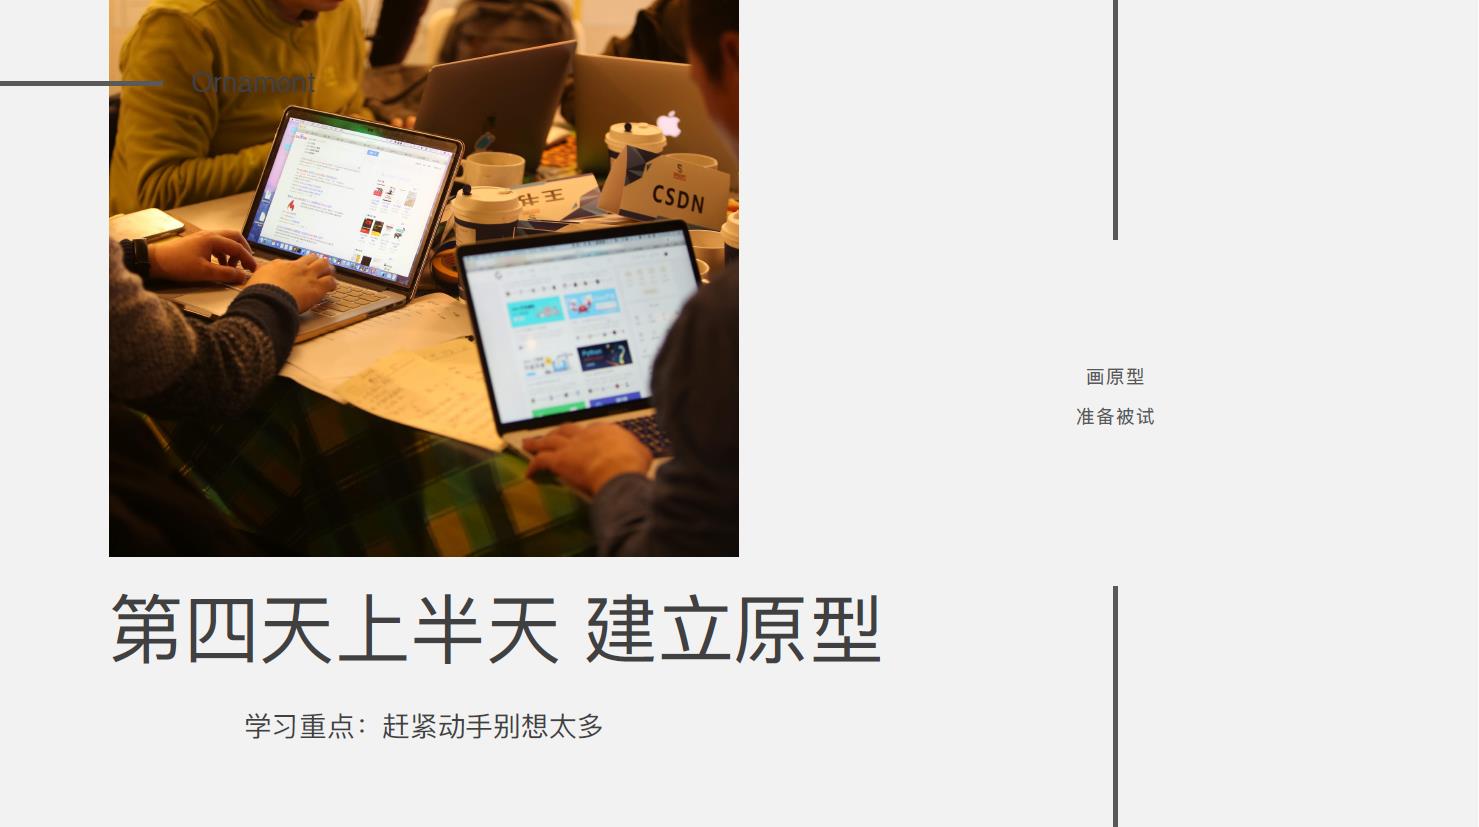 Ornament
CSDN
Python
画原型
准备被试
第四天上半天 建立原型
学习重点：赶紧动手别想太多